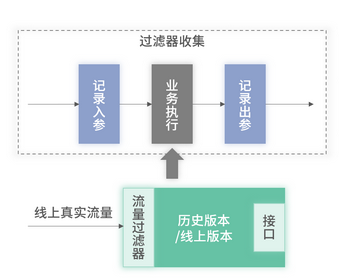 过滤器收集
记录入参
业务执行
记录出参
线上真实流量
流量过滤器
历史版本
/线上版本
接口